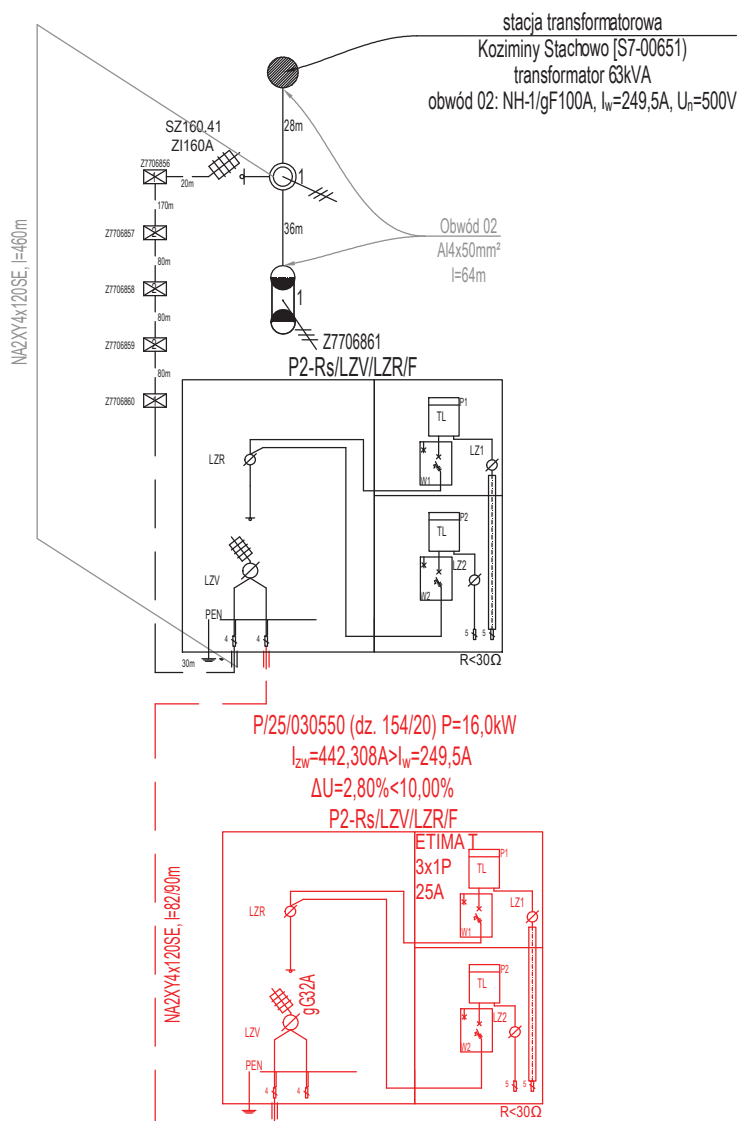 stacja transformatorowa
Koziminy Stachowo [S7-00651)
transformator 63kVA
obwód 02: NH-1/gF100A, Iw=249,5A, Un=500V
28m
SZ160.41
ZI160A
Z7706856
20m
1
170m
Z7706857
36m
Obwód 02
Al4x50mm²
l=64m
80m
Z7706858
1
80m
Z7706859
Z7706861
80m
Z7706860
NA2XY4x120SE, l=460m
P2-Rs/LZV/LZR/F
P1
TL
LZR
LZ1
W1
P2
TL
LZV
LZ2
W2
PEN
4
4
5
5
30m
R<30Ω
P/25/030550 (dz. 154/20) P=16,0kW
Izw=442,308A>Iw=249,5A
ΔU=2,80%<10,00%
P2-Rs/LZV/LZR/F
NA2XY4x120SE, l=82/90m
ETIMA T
3x1P
25A
P1
TL
LZR
LZ1
W1
P2
TL
gG32A
LZV
LZ2
W2
PEN
4
4
5
5
R<30Ω